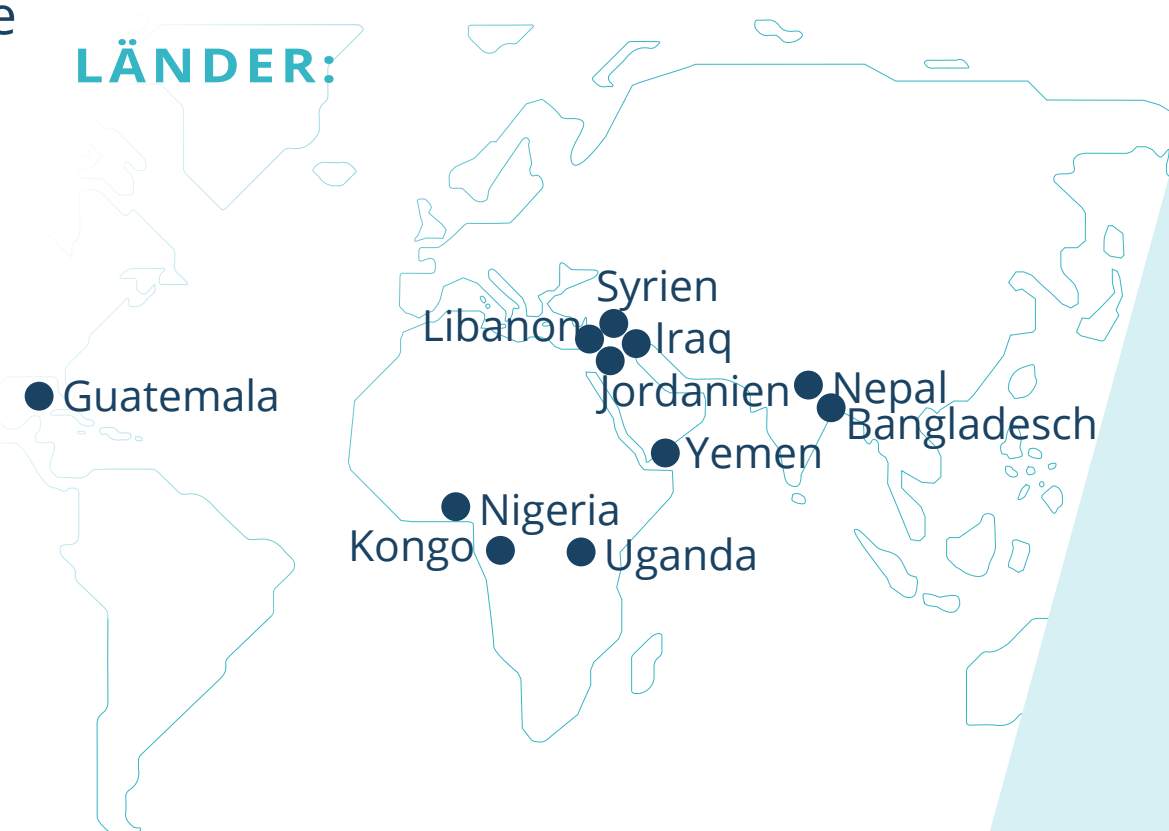 e
LÄNDER:
Syrien
Libanon
Iraq
Jordanien
Nepal
Guatemala
Bangladesch
Yemen
Nigeria
Kongo
Uganda